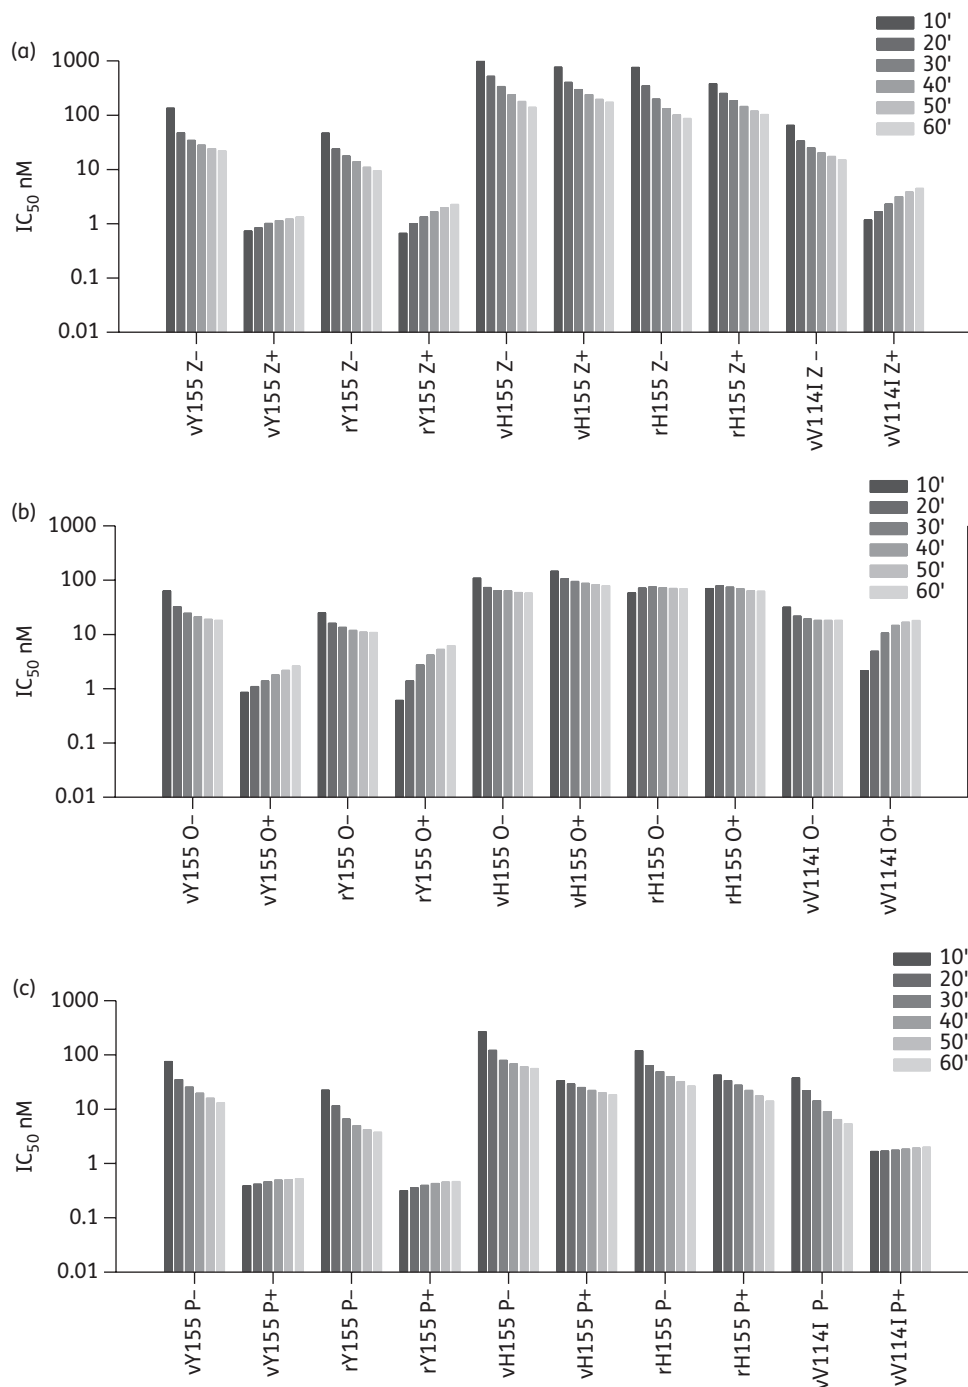 (a)
10'
20'
30'
40'
50'
60'
1000
100
10
1
0.1
0.01
IC50 nM
vY155 Z–
vY155 Z+
rY155 Z–
rY155 Z+
vH155 Z–
vH155 Z+
rH155 Z–
rH155 Z+
vV114I Z –
vV114I Z+
(b)
10'
20'
30'
40'
50'
60'
1000
100
10
1
0.1
0.01
IC50 nM
vY155 O–
vY155 O+
rY155 O–
rY155 O+
vH155 O–
vH155 O+
rH155 O–
rH155 O+
vV114I O–
vV114I O+
(c)
10'
20'
30'
40'
50'
60'
1000
100
10
1
0.1
0.01
IC50 nM
vY155 P–
vY155 P+
rY155 P–
rY155 P+
vH155 P–
vH155 P+
rH155 P–
rH155 P+
vV114I P–
vV114I P+